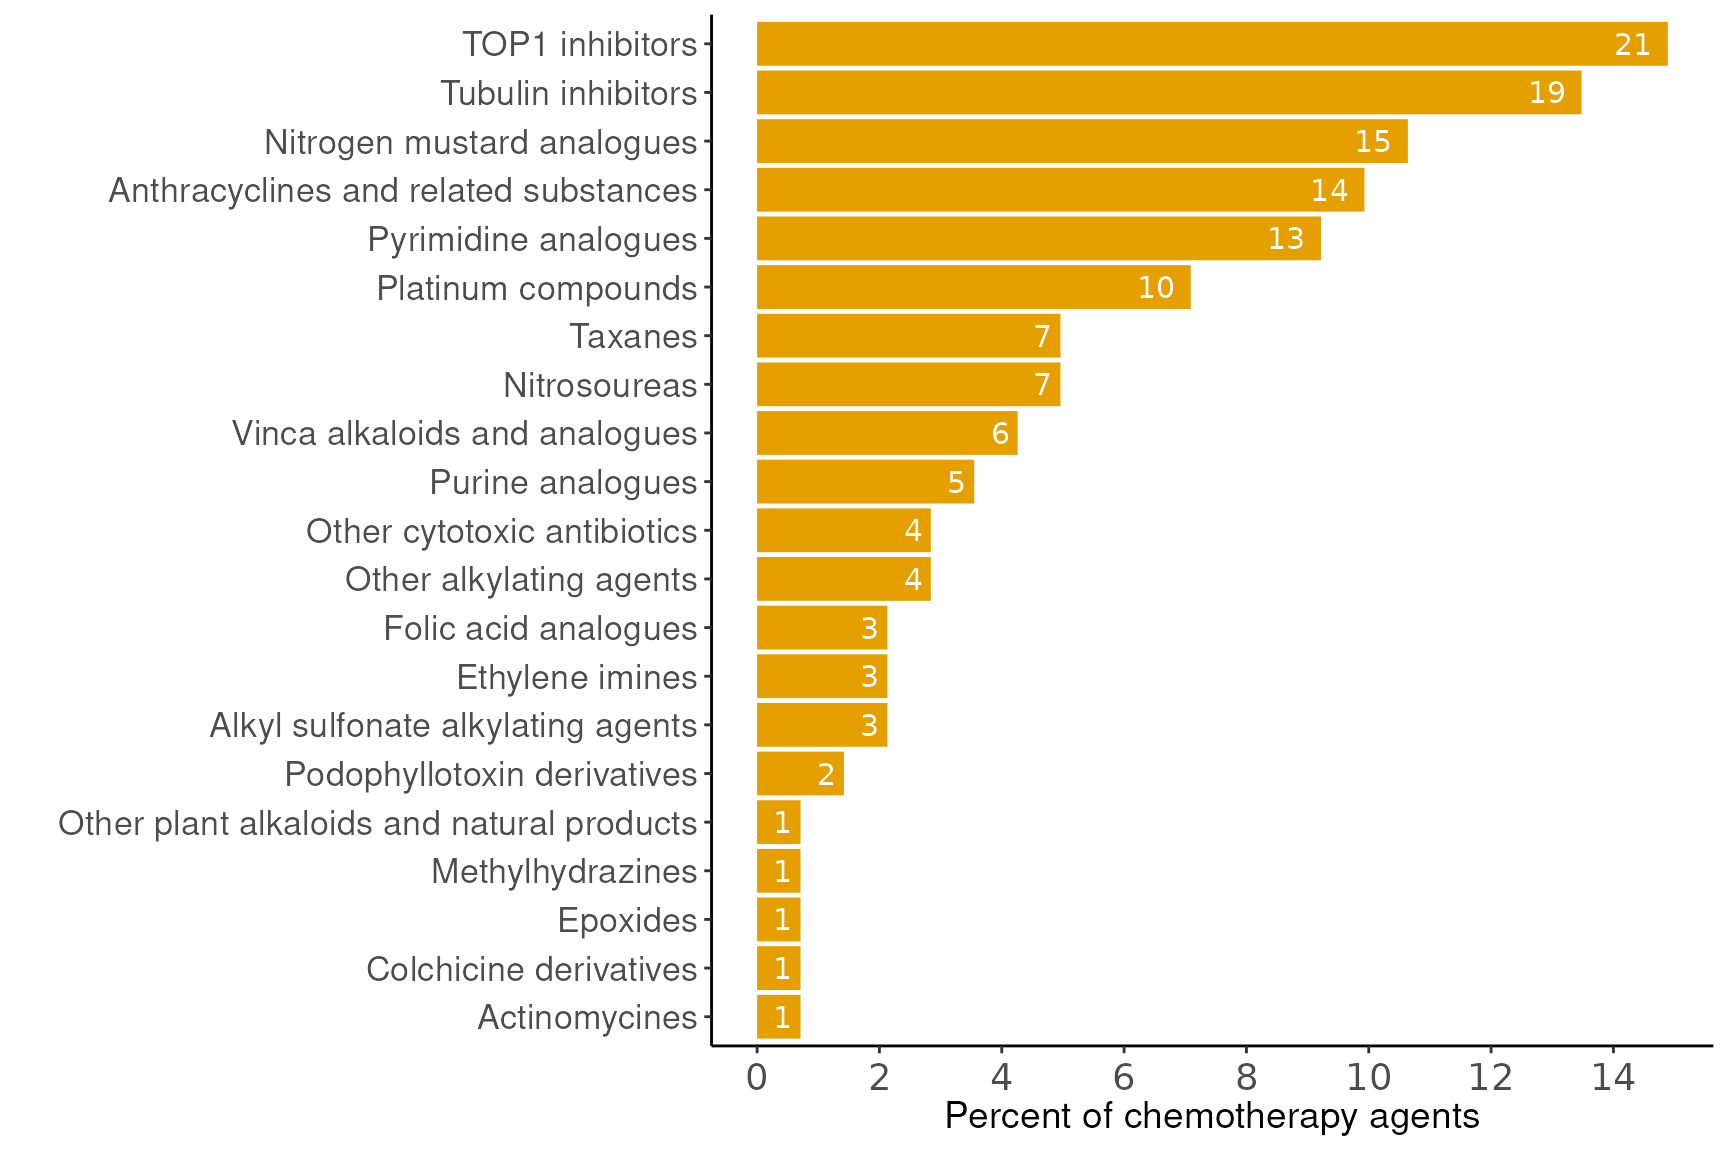 TOP1 inhibitors 21
Tubulin inhibitors 19
Nitrogen mustard analogues 15
Anthracyclines and related substances 14
Pyrimidine analogues 13
Platinum compounds 10
Taxanes 7
Nitrosoureas 7
Vinca alkaloids and analogues 6
Purine analogues 5
Other cytotoxic antibiotics 4
Other alkylating agents 4
Folic acid analogues 3
Ethylene imines 3
Alkyl sulfonate alkylating agents 3
Podophyllotoxin derivatives 2
Other plant alkaloids and natural products 1
Methylhydrazines 1
Epoxides 1
Colchicine derivatives 1
Actinomycines 1
0 2 4 6 8 10 12 14
Percent of chemotherapy agents